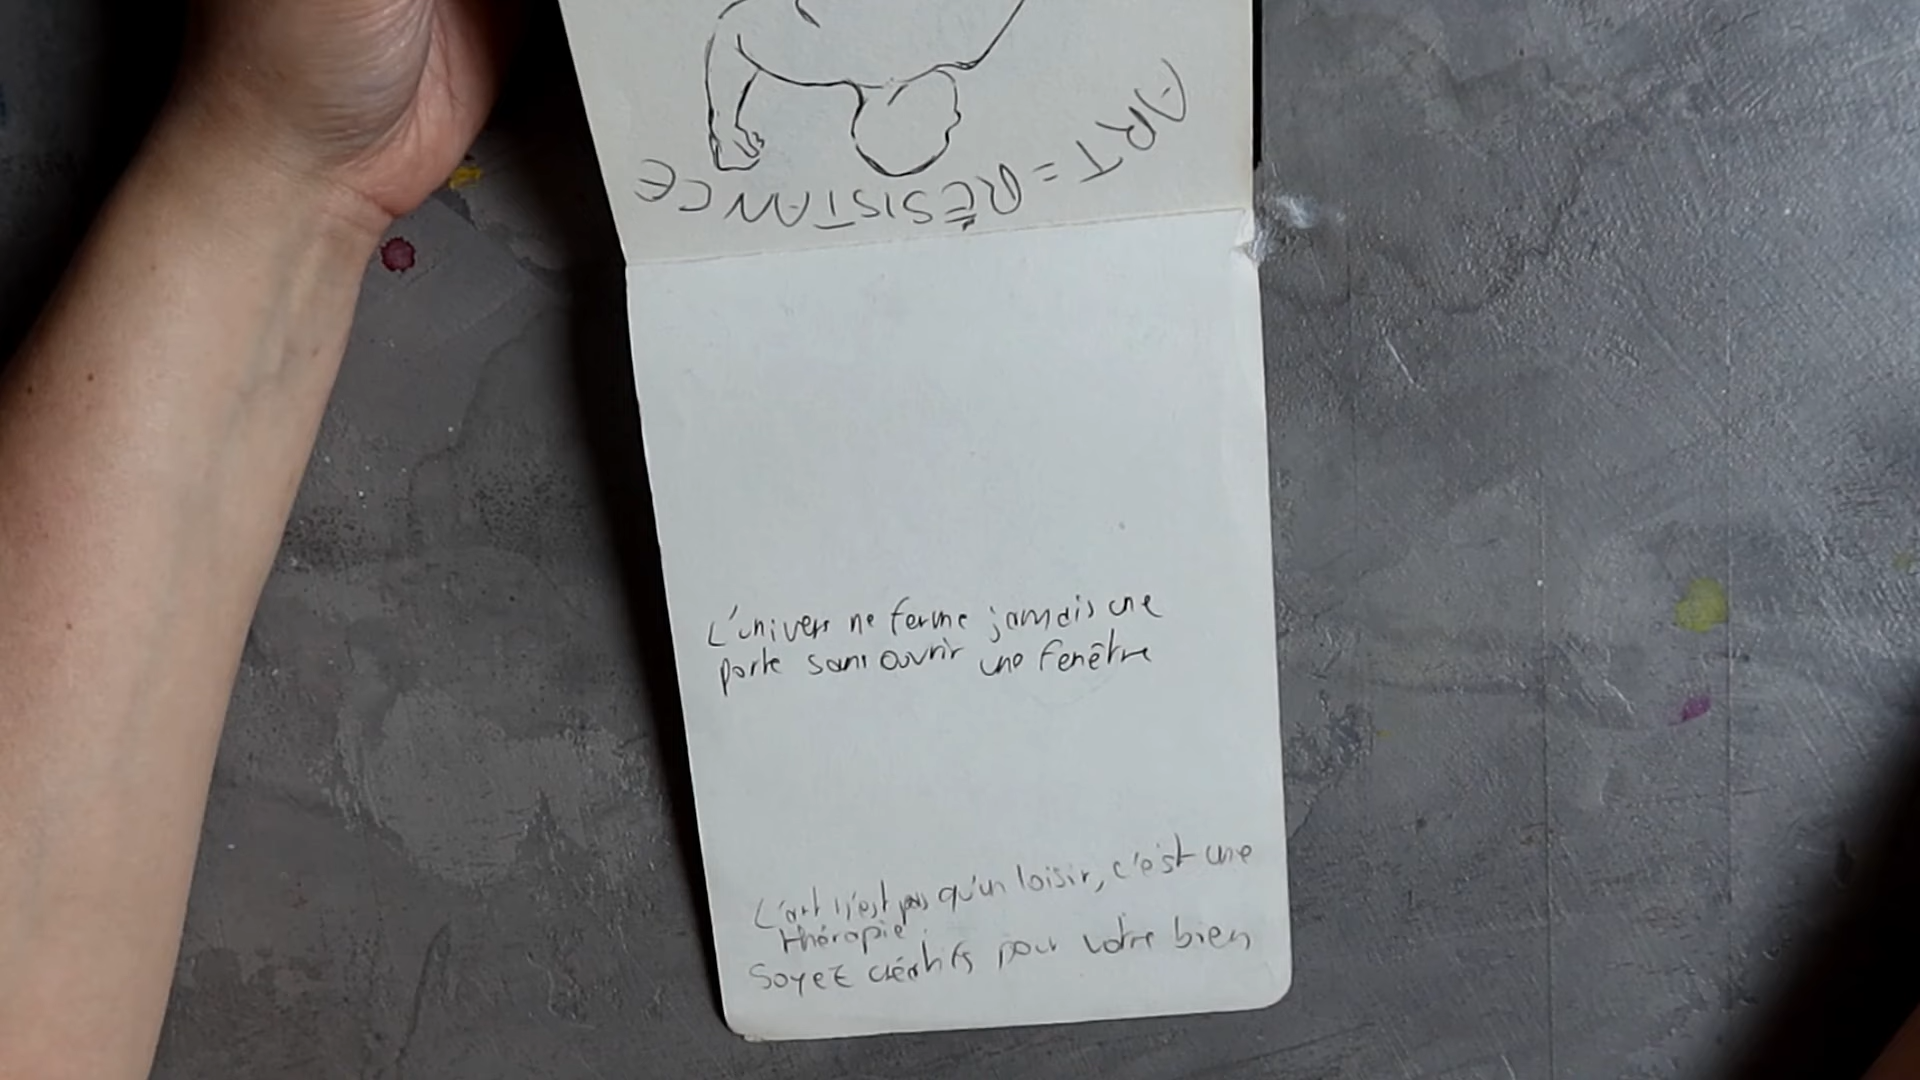 ART = RÉSISTANCE
L'univers ne ferme jamais une
porte sans ouvrir une fenêtre
L'art n'est pas qu'un loisir, c'est une
thérapie.
Soyez créatifs pour votre bien